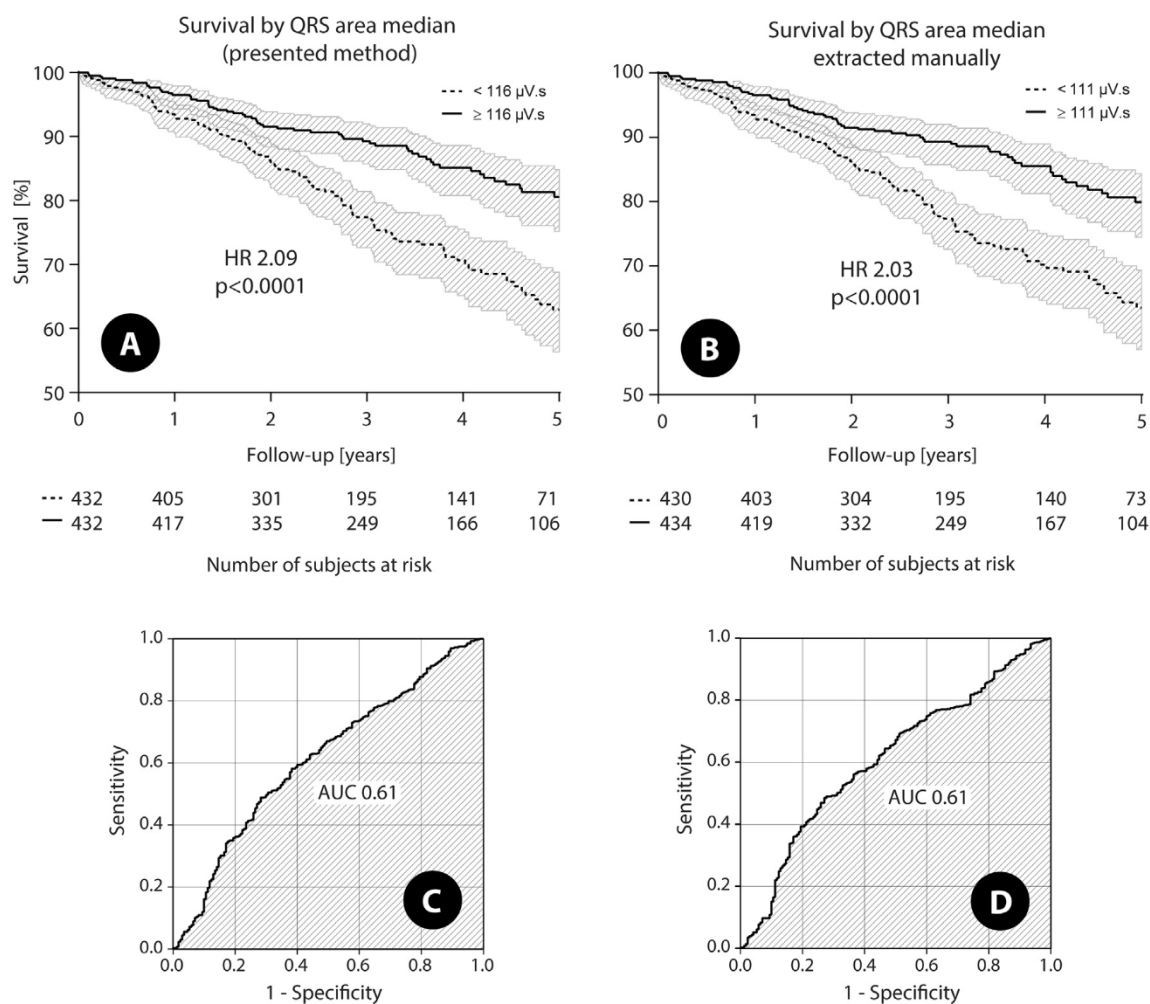 Survival by QRS area median
(presented method)
100
90
80
70
60
50
Survival [%]
< 116 µV.s
≥ 116 µV.s
HR 2.09
p<0.0001
A
0 1 2 3 4 5
Follow-up [years]
432 405 301 195 141 71
432 417 335 249 166 106
Number of subjects at risk
Survival by QRS area median
extracted manually
100
90
80
70
60
50
< 111 µV.s
≥ 111 µV.s
HR 2.03
p<0.0001
B
0 1 2 3 4 5
Follow-up [years]
430 403 304 195 140 73
434 419 332 249 167 104
Number of subjects at risk
1.0
0.8
0.6
0.4
0.2
0.0
Sensitivity
AUC 0.61
C
0.0 0.2 0.4 0.6 0.8 1.0
1 - Specificity
1.0
0.8
0.6
0.4
0.2
0.0
Sensitivity
AUC 0.61
D
0.0 0.2 0.4 0.6 0.8 1.0
1 - Specificity